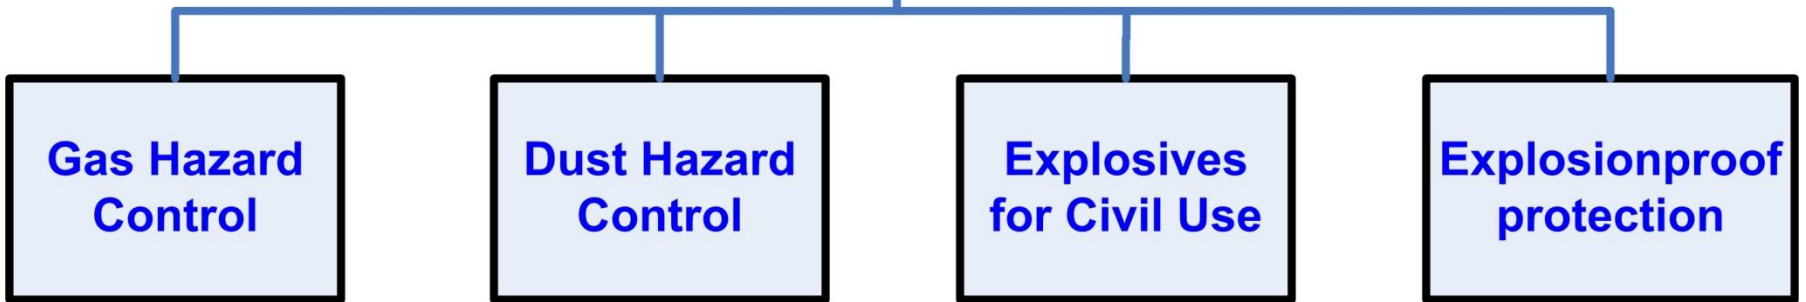 Gas Hazard
Control
Dust Hazard
Control
Explosives
for Civil Use
Explosionproof
protection